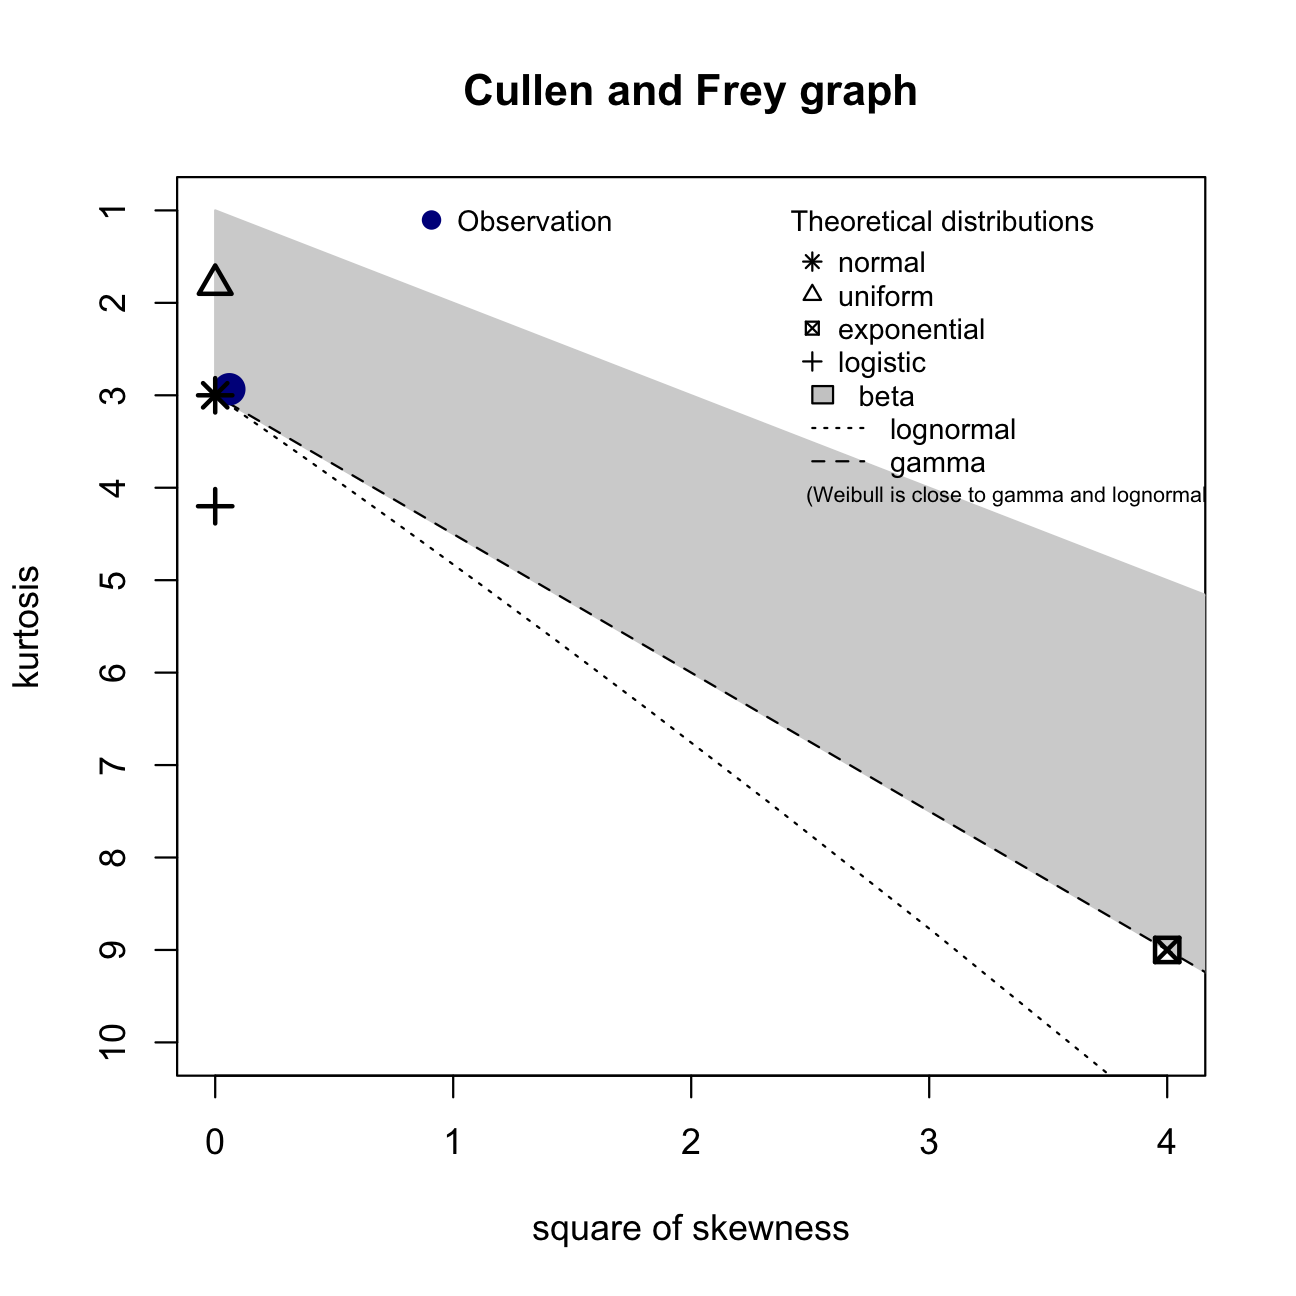 Cullen and Frey graph
Observation
Theoretical distributions
normal
uniform
exponential
logistic
beta
lognormal
gamma
(Weibull is close to gamma and lognormal
kurtosis
1
2
3
4
5
6
7
8
9
10
0 1 2 3 4
square of skewness